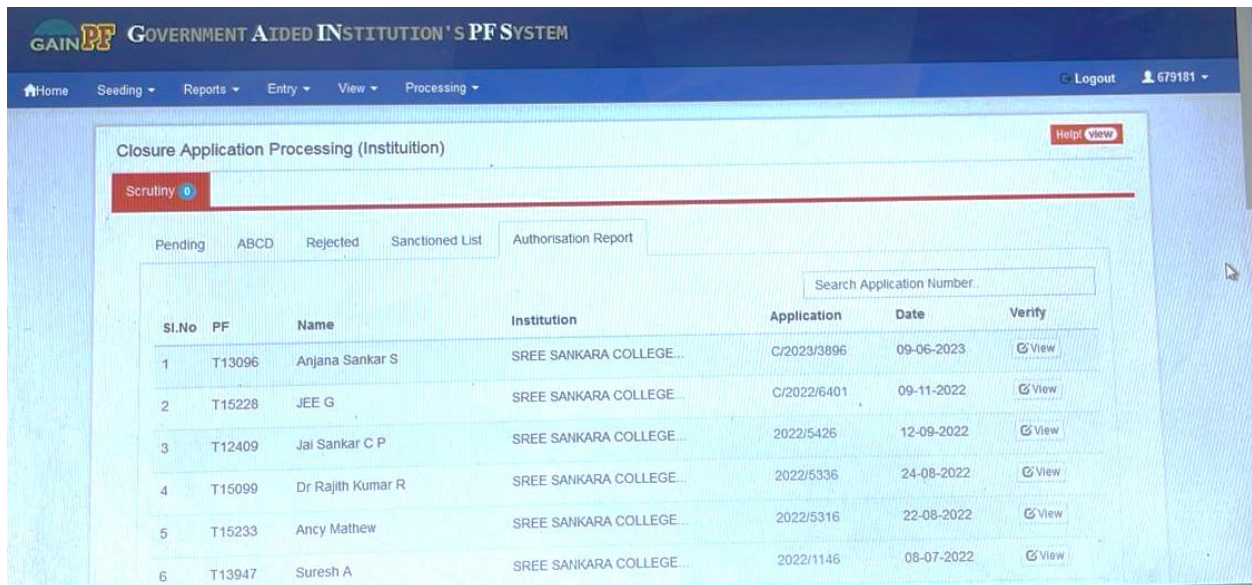 GAINPF GOVERNMENT AIDED INSTITUTION'S PF SYSTEM
Home Seeding Reports Entry View Processing Logout 679181
Closure Application Processing (Instituition) Help! view
Scrutiny 0
Pending ABCD Rejected Sanctioned List Authorisation Report
Search Application Number..
Sl.No PF Name Institution Application Date Verify
1 T13096 Anjana Sankar S SREE SANKARA COLLEGE... C/2023/3896 09-06-2023 View
2 T15228 JEE G SREE SANKARA COLLEGE... C/2022/6401 09-11-2022 View
3 T12409 Jai Sankar C P SREE SANKARA COLLEGE... 2022/5426 12-09-2022 View
4 T15099 Dr Rajith Kumar R SREE SANKARA COLLEGE... 2022/5336 24-08-2022 View
5 T15233 Ancy Mathew SREE SANKARA COLLEGE... 2022/5316 22-08-2022 View
6 T13947 Suresh A SREE SANKARA COLLEGE... 2022/1146 08-07-2022 View